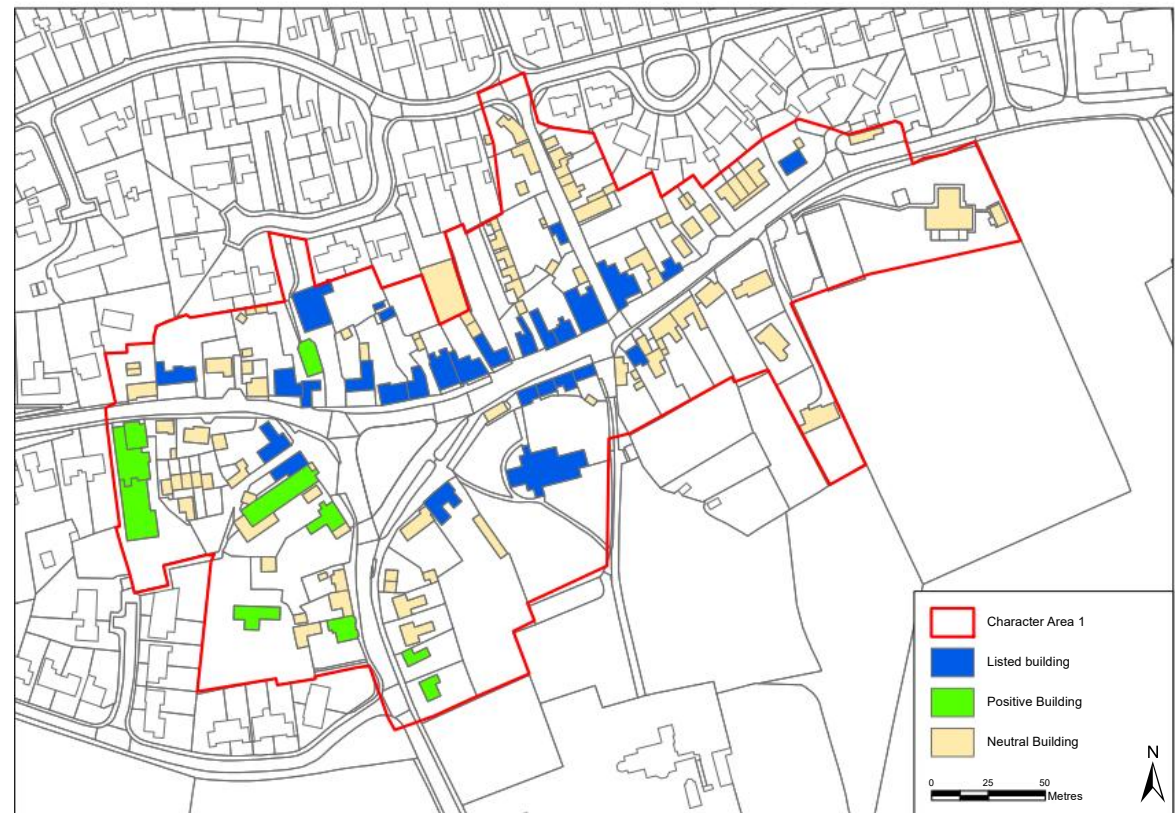 Character Area 1
Listed building
Positive Building
Neutral Building
N
0 25 50
Metres